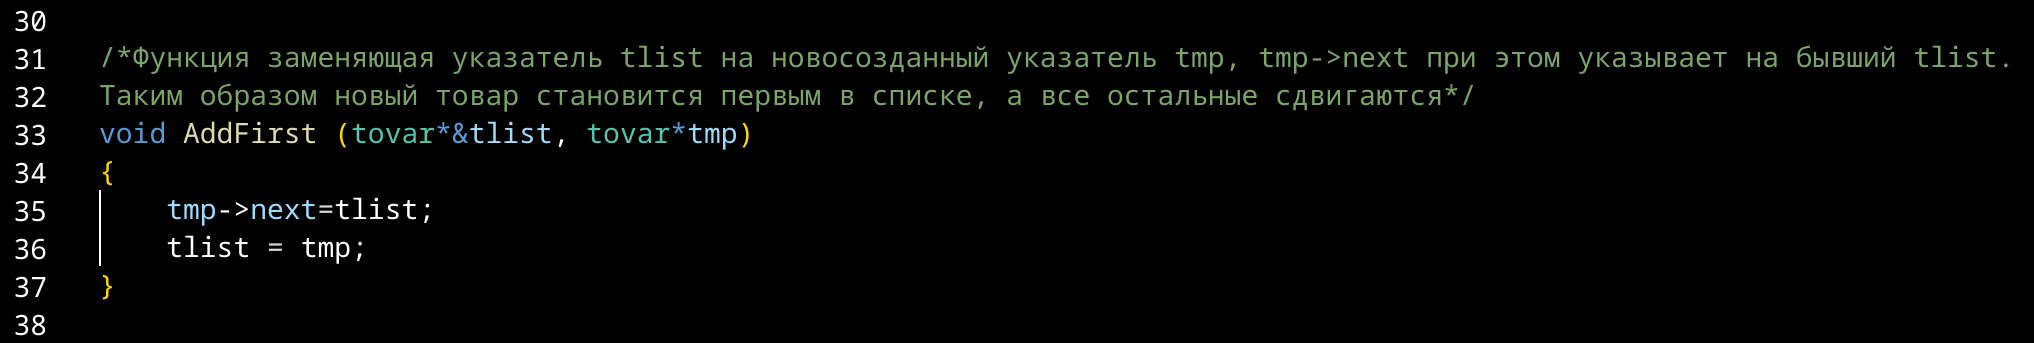 30
31 /*Функция заменяющая указатель tlist на новосозданный указатель tmp, tmp->next при этом указывает на бывший tlist.
32 Таким образом новый товар становится первым в списке, а все остальные сдвигаются*/
33 void AddFirst (tovar*&tlist, tovar*tmp)
34 {
35 tmp->next=tlist;
36 tlist = tmp;
37 }
38